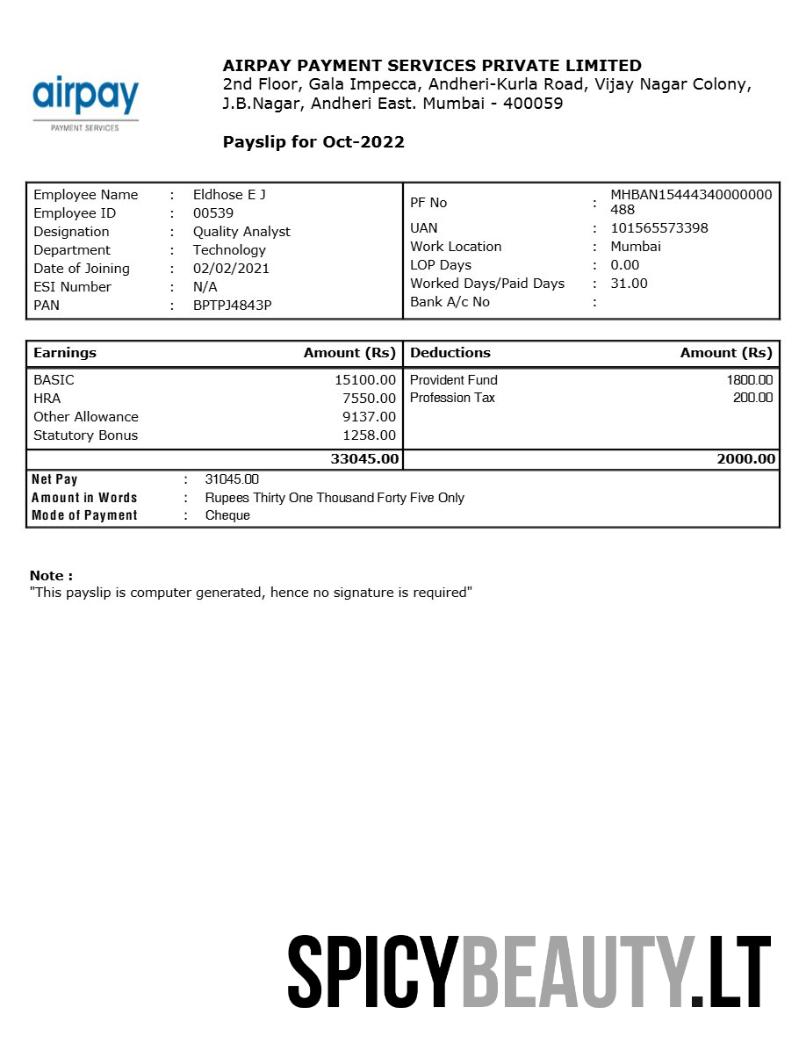 airpay
PAYMENT SERVICES
AIRPAY PAYMENT SERVICES PRIVATE LIMITED
2nd Floor, Gala Impecca, Andheri-Kurla Road, Vijay Nagar Colony,
J.B.Nagar, Andheri East. Mumbai - 400059
Payslip for Oct-2022
Employee Name : Eldhose E J
Employee ID : 00539
Designation : Quality Analyst
Department : Technology
Date of Joining : 02/02/2021
ESI Number : N/A
PAN : BPTPJ4843P
PF No : MHBAN15444340000000
488
UAN : 101565573398
Work Location : Mumbai
LOP Days : 0.00
Worked Days/Paid Days : 31.00
Bank A/c No :
Earnings Amount (Rs) Deductions Amount (Rs)
BASIC 15100.00 Provident Fund 1800.00
HRA 7550.00 Profession Tax 200.00
Other Allowance 9137.00
Statutory Bonus 1258.00
33045.00 2000.00
Net Pay : 31045.00
Amount in Words : Rupees Thirty One Thousand Forty Five Only
Mode of Payment : Cheque
Note :
"This payslip is computer generated, hence no signature is required"
SPICYBEAUTY.LT